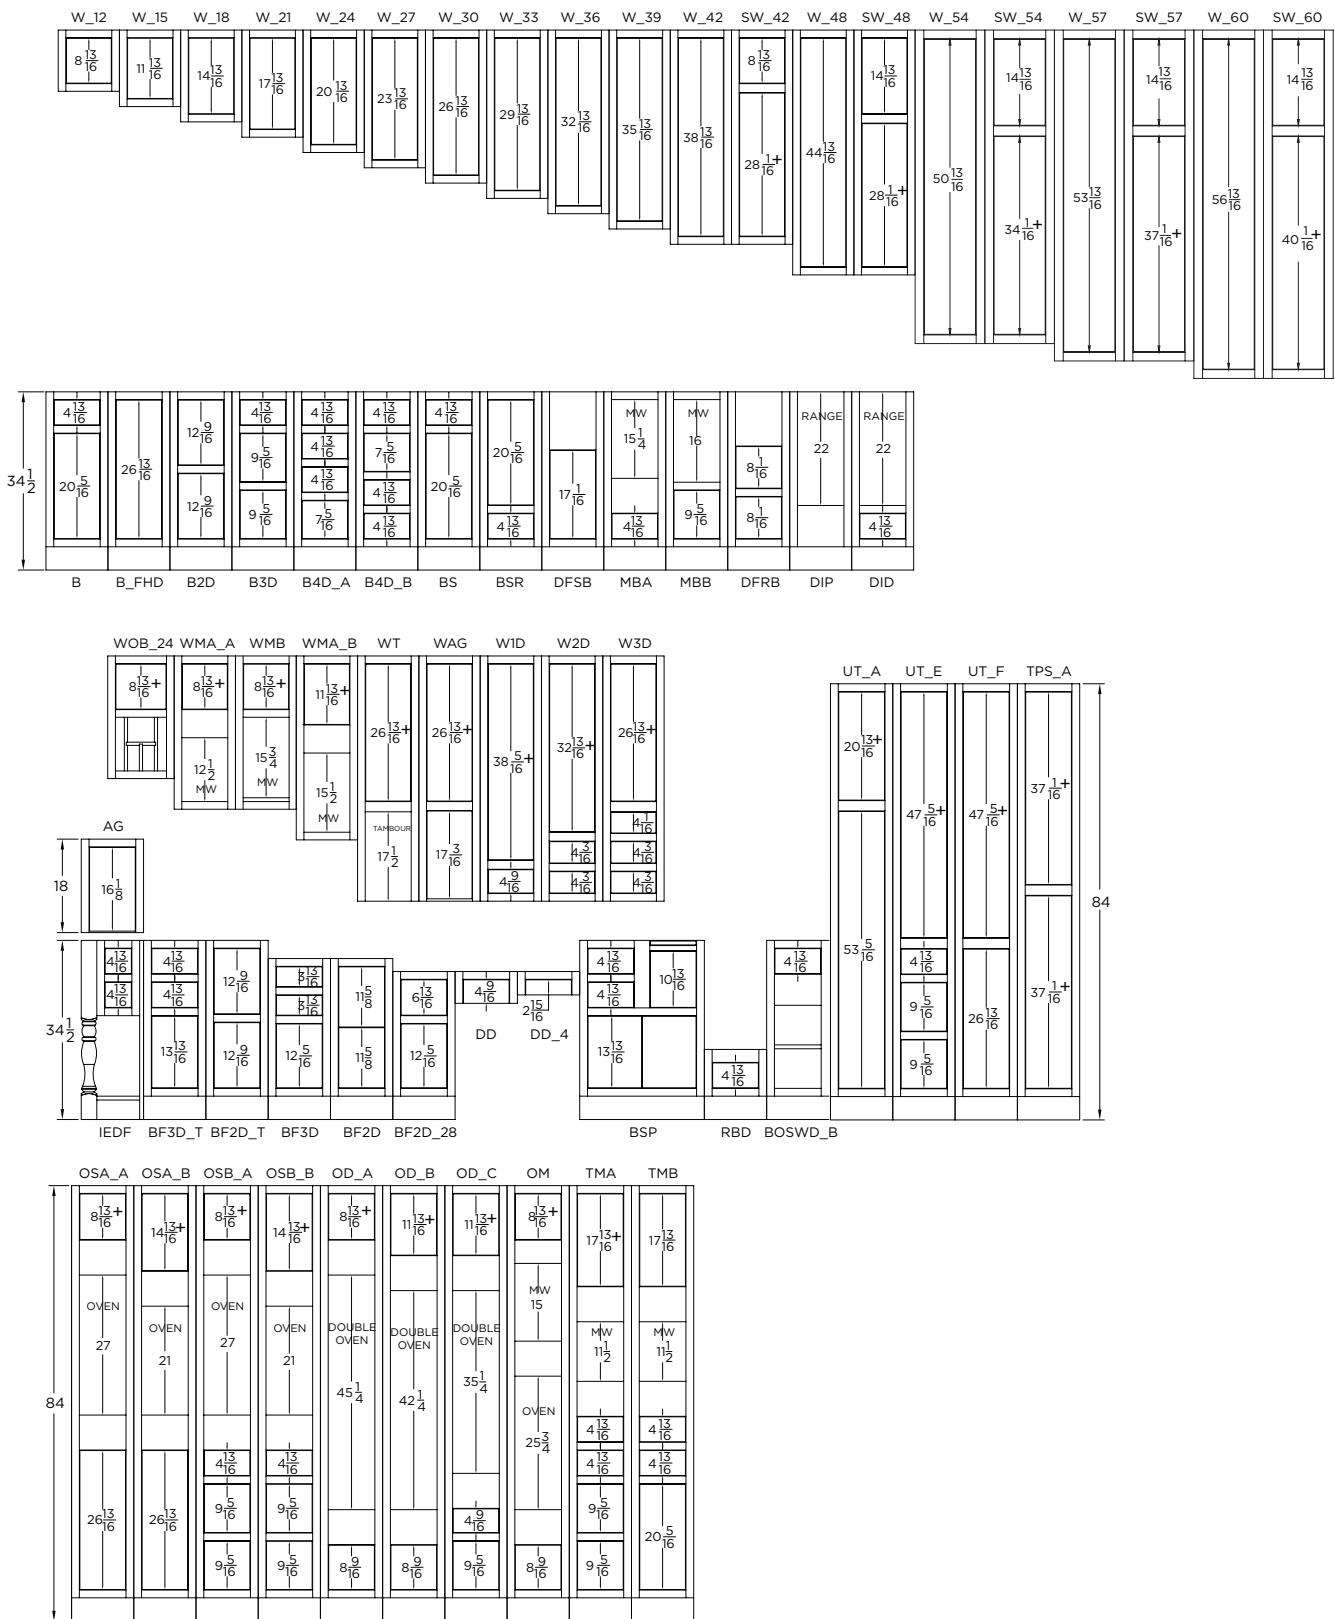 W_12 W_15 W_18 W_21 W_24 W_27 W_30 W_33 W_36 W_39 W_42 SW_42 W_48 SW_48 W_54 SW_54 W_57 SW_57 W_60 SW_60
8 13/16 11 13/16 14 13/16 17 13/16 20 13/16 23 13/16 26 13/16 29 13/16 32 13/16 35 13/16 38 13/16 8 13/16 44 13/16 14 13/16 50 13/16 14 13/16 53 13/16 14 13/16 56 13/16 14 13/16
28 1/16+ 28 1/16+ 34 1/16+ 37 1/16+ 40 1/16+
34 1/2
4 13/16 26 13/16 12 9/16 4 13/16 4 13/16 4 13/16 4 13/16 20 5/16 17 1/16 MW 15 1/4 MW 16 8 1/16 RANGE 22 RANGE 22
20 5/16 12 9/16 9 5/16 4 13/16 7 5/16 20 5/16 4 13/16 4 13/16 9 5/16 8 1/16 4 13/16
9 5/16 4 13/16 4 13/16
7 5/16 4 13/16
B B_FHD B2D B3D B4D_A B4D_B BS BSR DFSB MBA MBB DFRB DIP DID
WOB_24 WMA_A WMB WMA_B WT WAG W1D W2D W3D
8 13/16+ 8 13/16+ 8 13/16+ 11 13/16+ 26 13/16+ 26 13/16+ 38 5/16+ 32 13/16+ 26 13/16+
12 1/2 MW 15 3/4 MW 15 1/2 MW TAMBOUR 17 1/2 17 3/16 4 9/16 4 3/16 4 1/16
4 3/16 4 3/16
4 3/16
UT_A UT_E UT_F TPS_A
20 13/16+ 47 5/16+ 47 5/16+ 37 1/16+
53 5/16 4 13/16 26 13/16 37 1/16+
9 5/16
9 5/16
84
AG
18
16 1/8
34 1/2
4 13/16 4 13/16 12 9/16 3 13/16 11 5/8 6 13/16 4 9/16 2 15/16 4 13/16 10 13/16 4 13/16 4 13/16
4 13/16 4 13/16 12 9/16 3 13/16 11 5/8 12 5/16 4 13/16
13 13/16 12 5/16 13 13/16
DD DD_4
IEDF BF3D_T BF2D_T BF3D BF2D BF2D_28 BSP RBD BOSWD_B
OSA_A OSA_B OSB_A OSB_B OD_A OD_B OD_C OM TMA TMB
8 13/16+ 14 13/16+ 8 13/16+ 14 13/16+ 8 13/16+ 11 13/16+ 11 13/16+ 8 13/16+ 17 13/16+ 17 13/16
OVEN 27 OVEN 21 OVEN 27 OVEN 21 DOUBLE OVEN 45 1/4 DOUBLE OVEN 42 1/4 DOUBLE OVEN 35 1/4 MW 15 MW 11 1/2 MW 11 1/2
OVEN 25 3/4
84
26 13/16 26 13/16 4 13/16 4 13/16 8 9/16 8 9/16 4 9/16 8 9/16 4 13/16 4 13/16
9 5/16 9 5/16 9 5/16 4 13/16 4 13/16
9 5/16 9 5/16 9 5/16 20 5/16
9 5/16